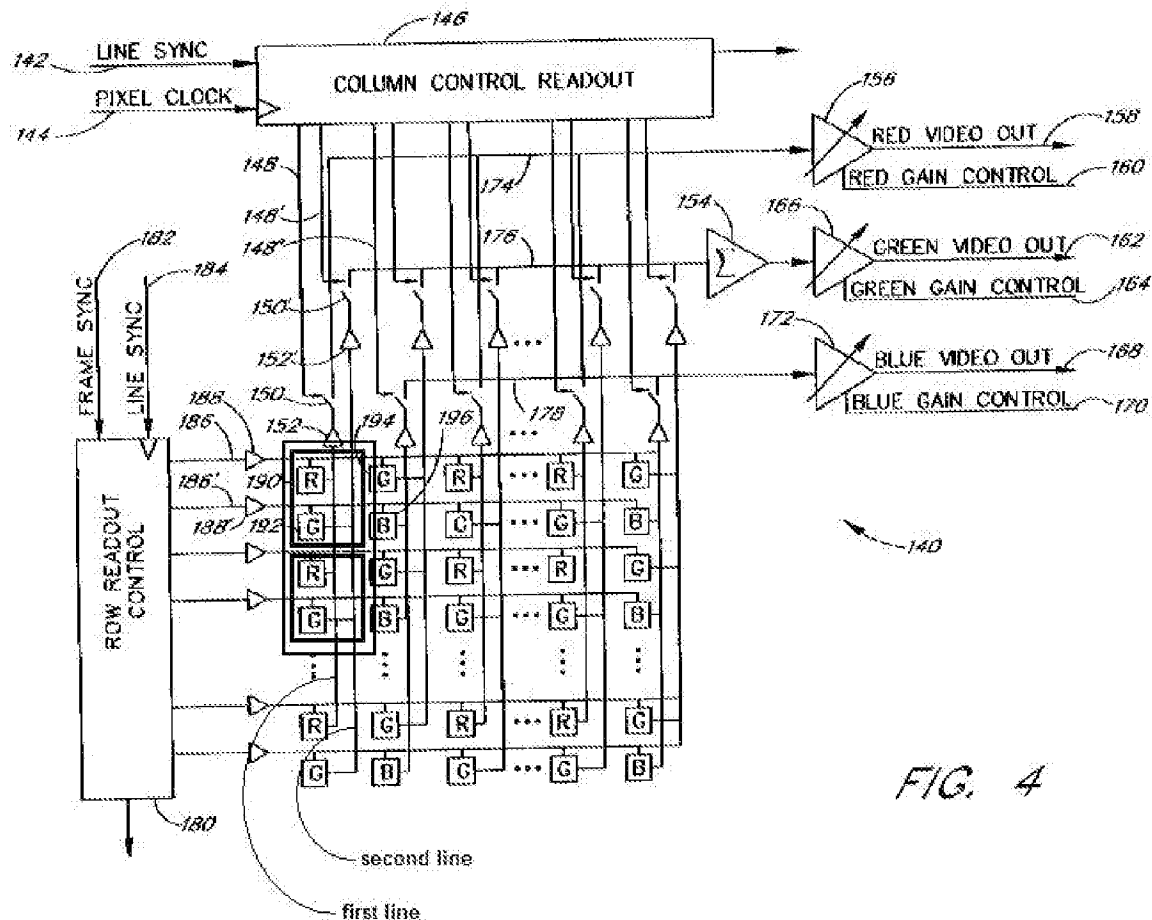 146
LINE SYNC
142
COLUMN CONTROL READOUT
PIXEL CLOCK
144
156
RED VIDEO OUT
158
RED GAIN CONTROL
160
148
174
148'
148"
154
166
176
GREEN VIDEO OUT
162
GREEN GAIN CONTROL
164
182
184
FRAME SYNC
LINE SYNC
150'
152'
172
BLUE VIDEO OUT
168
BLUE GAIN CONTROL
170
150
178
188
152
194
196
186
190
R G R R G
186'
188'
192
G B C G B
140
R G R R G
ROW READOUT
CONTROL
G B G G B
R G R R G
G B G G B
FIG. 4
180
second line
first line